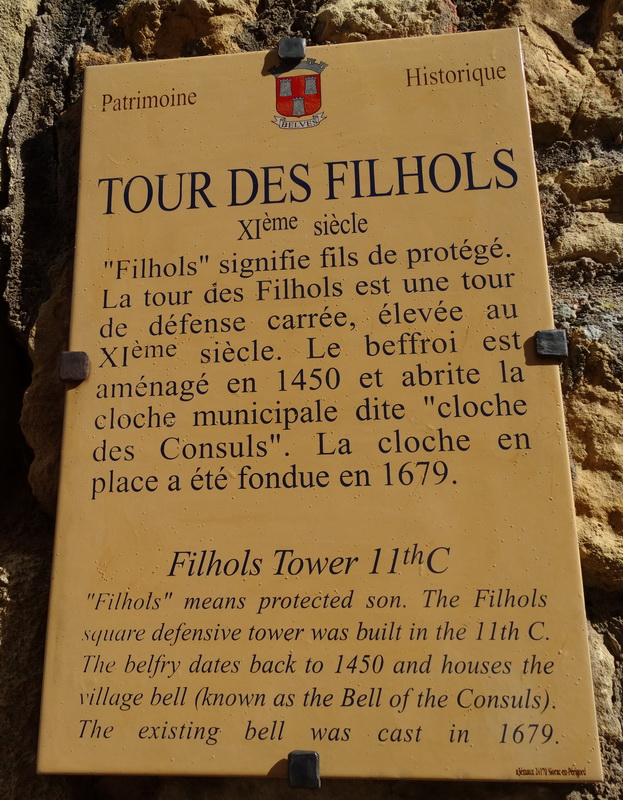 Patrimoine
Historique
BELVES
TOUR DES FILHOLS
XIème siècle
"Filhols" signifie fils de protégé.
La tour des Filhols est une tour
de défense carrée, élevée au
XIème siècle. Le beffroi est
aménagé en 1450 et abrite la
cloche municipale dite "cloche
des Consuls". La cloche en
place a été fondue en 1679.
Filhols Tower 11thC
"Filhols" means protected son. The Filhols
square defensive tower was built in the 11th C.
The belfry dates back to 1450 and houses the
village bell (known as the Bell of the Consuls).
The existing bell was cast in 1679.
24170 Siorac-en-Périgord